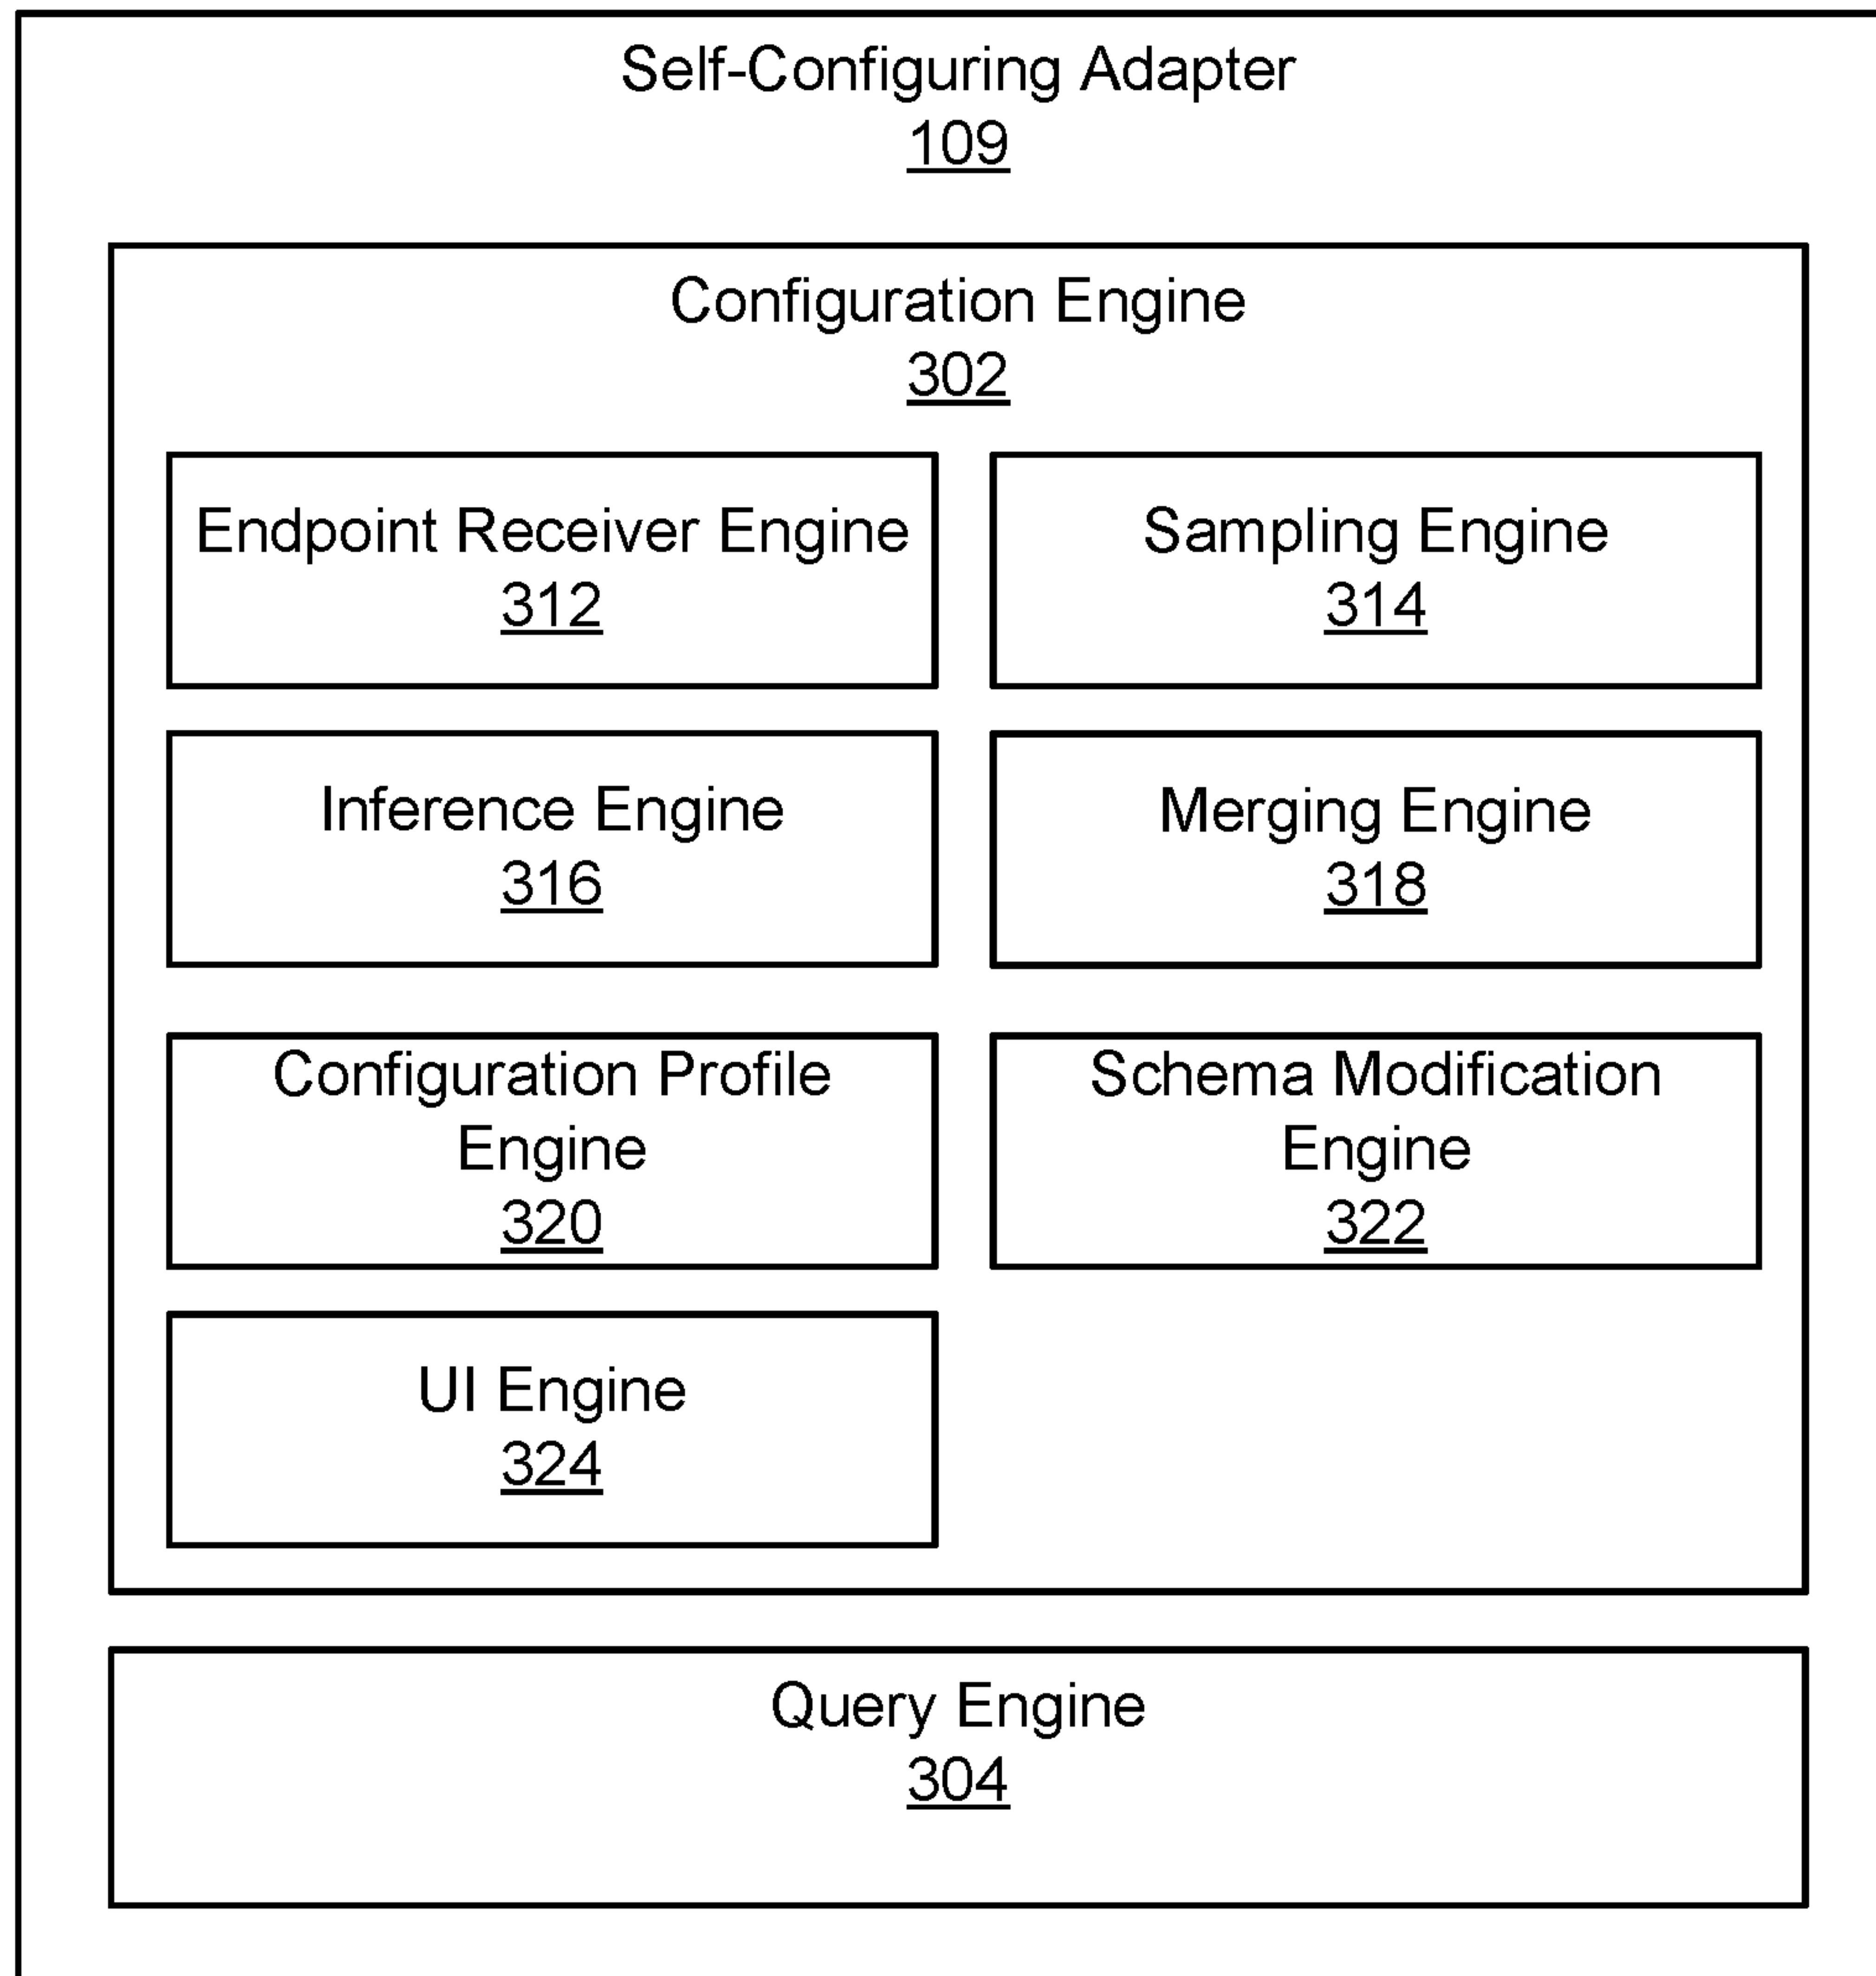 Self-Configuring Adapter
109
Configuration Engine
302
Endpoint Receiver Engine
312
Sampling Engine
314
Inference Engine
316
Merging Engine
318
Configuration Profile
Engine
320
Schema Modification
Engine
322
UI Engine
324
Query Engine
304